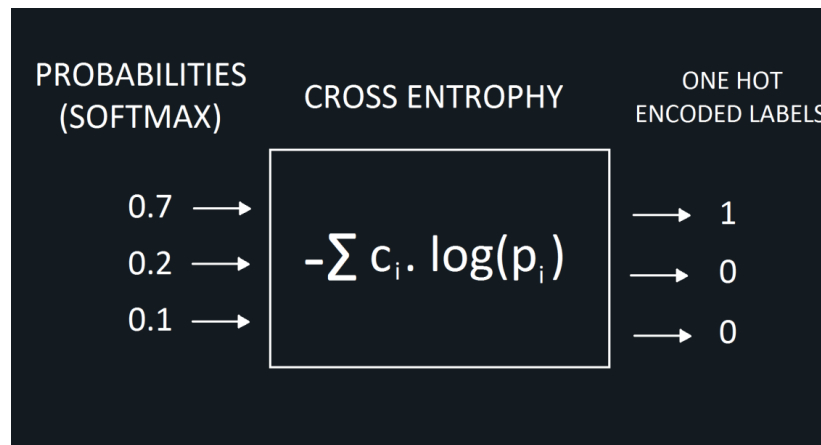 PROBABILITIES
(SOFTMAX)
CROSS ENTROPHY
ONE HOT
ENCODED LABELS
0.7
0.2
0.1
-∑ cᵢ. log(pᵢ)
1
0
0